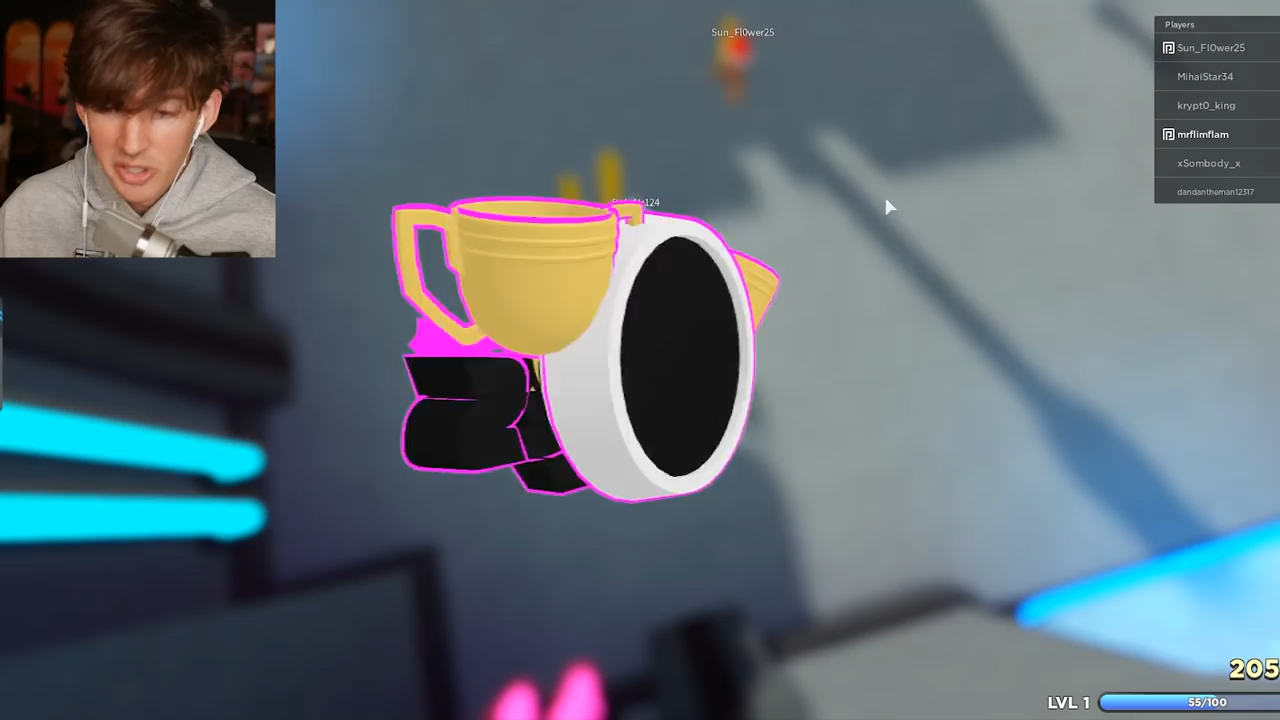 Sun_Fl0wer25
Players
Sun_Fl0wer25
MihaiStar34
krypt0_king
mrflimflam
xSombody_x
dandantheman12317
205
LVL 1
55/100